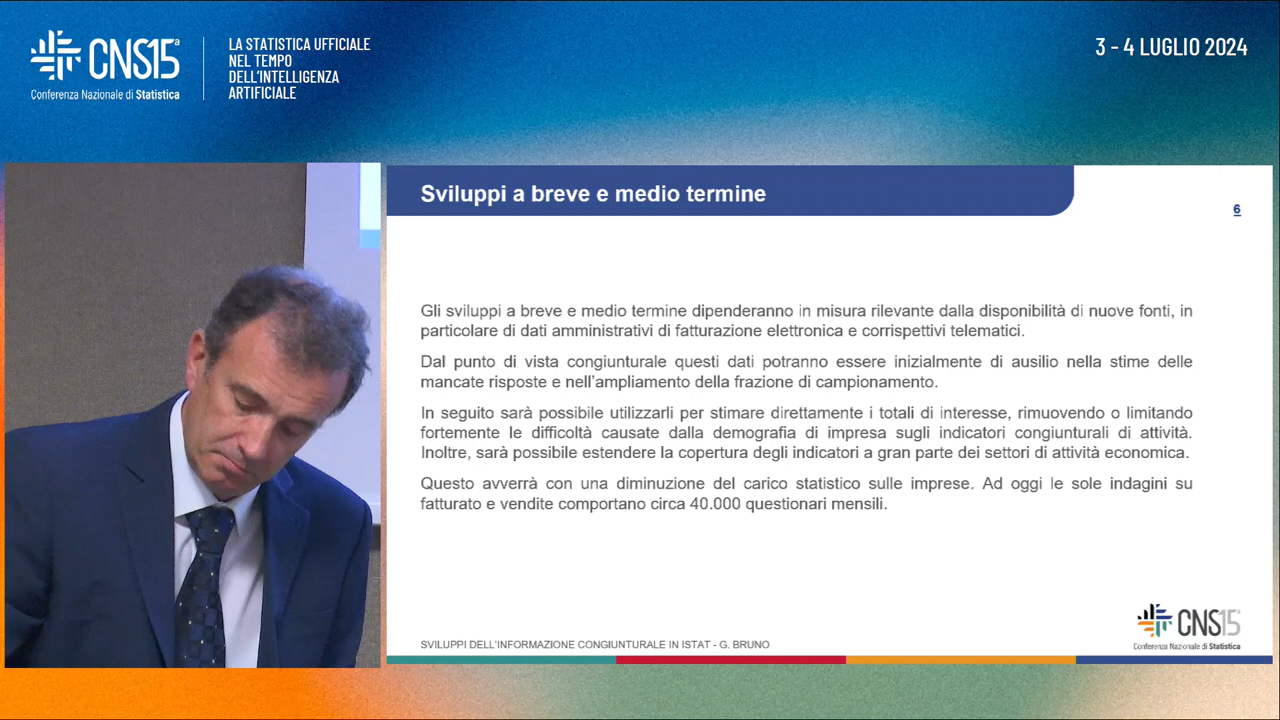 CNS15ª
Conferenza Nazionale di Statistica
LA STATISTICA UFFICIALE
NEL TEMPO
DELL'INTELLIGENZA
ARTIFICIALE
3 - 4 LUGLIO 2024
Sviluppi a breve e medio termine
6
Gli sviluppi a breve e medio termine dipenderanno in misura rilevante dalla disponibilità di nuove fonti, in
particolare di dati amministrativi di fatturazione elettronica e corrispettivi telematici.
Dal punto di vista congiunturale questi dati potranno essere inizialmente di ausilio nella stime delle
mancate risposte e nell'ampliamento della frazione di campionamento.
In seguito sarà possibile utilizzarli per stimare direttamente i totali di interesse, rimuovendo o limitando
fortemente le difficoltà causate dalla demografia di impresa sugli indicatori congiunturali di attività.
Inoltre, sarà possibile estendere la copertura degli indicatori a gran parte dei settori di attività economica.
Questo avverrà con una diminuzione del carico statistico sulle imprese. Ad oggi le sole indagini su
fatturato e vendite comportano circa 40.000 questionari mensili.
SVILUPPI DELL'INFORMAZIONE CONGIUNTURALE IN ISTAT - G. BRUNO
CNS15ª
Conferenza Nazionale di Statistica